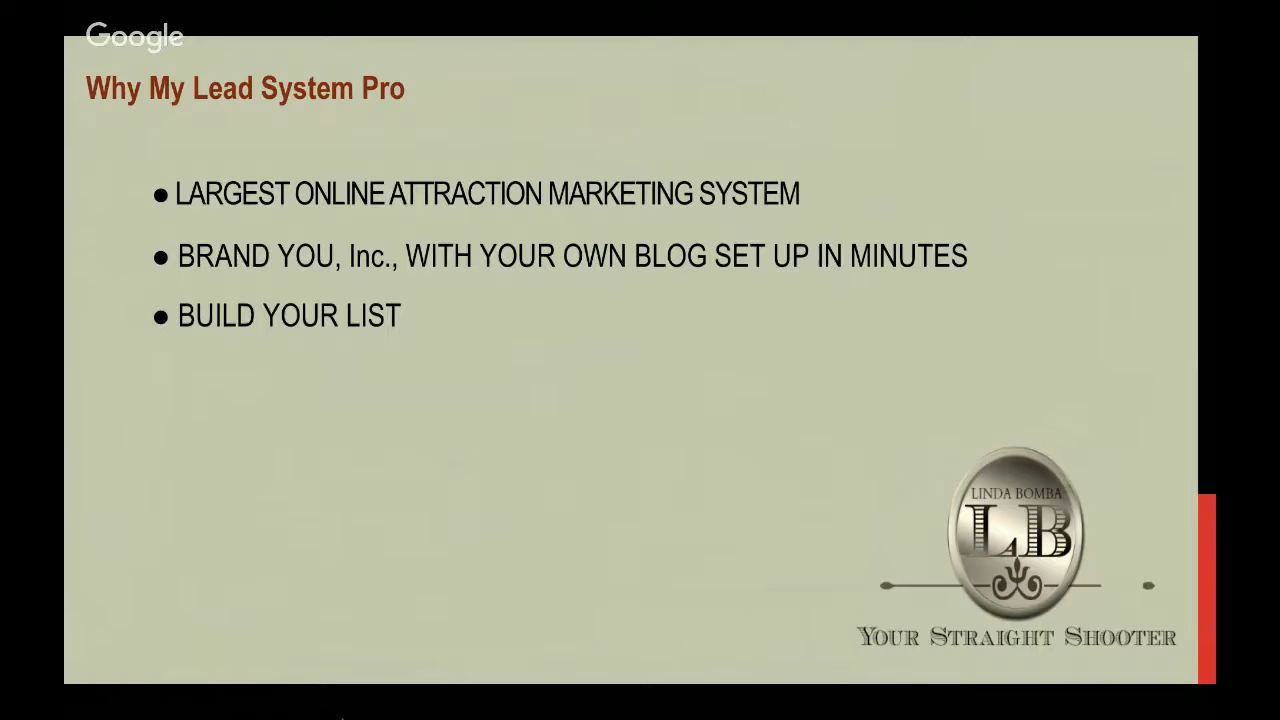 Google
Why My Lead System Pro
● LARGEST ONLINE ATTRACTION MARKETING SYSTEM
● BRAND YOU, Inc., WITH YOUR OWN BLOG SET UP IN MINUTES
● BUILD YOUR LIST
LINDA BOMBA
LB
YOUR STRAIGHT SHOOTER